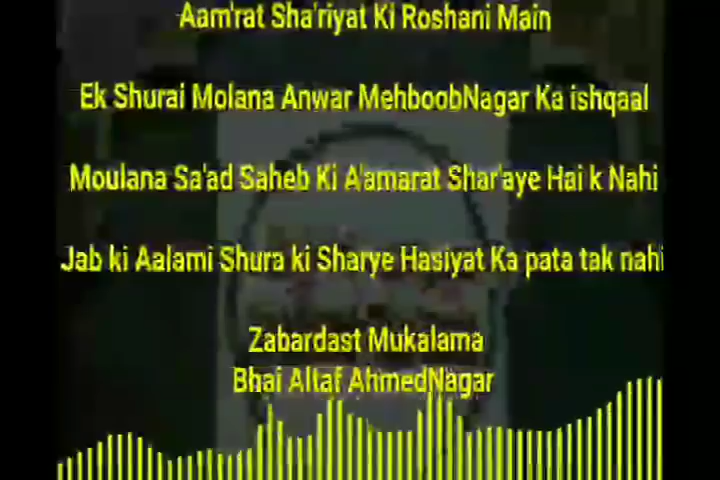 Aam'rat Sha'riyat Ki Roshani Main
Ek Shurai Molana Anwar MehboobNagar Ka ishqaal
Moulana Sa'ad Saheb Ki A'amarat Shar'aye Hai k Nahi
Jab ki Aalami Shura ki Sharye Hasiyat Ka pata tak nahi
Zabardast Mukalama
Bhai Altaf AhmedNagar